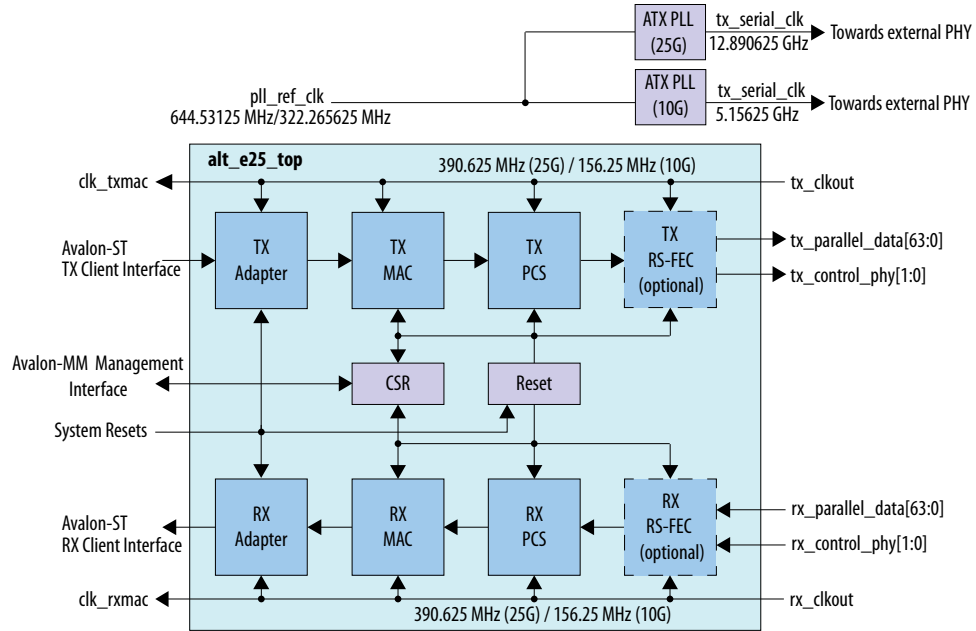 ATX PLL
(25G)
tx_serial_clk
12.890625 GHz
Towards external PHY
pll_ref_clk
644.53125 MHz/322.265625 MHz
ATX PLL
(10G)
tx_serial_clk
5.15625 GHz
Towards external PHY
alt_e25_top
390.625 MHz (25G) / 156.25 MHz (10G)
clk_txmac
tx_clkout
Avalon-ST
TX Client Interface
TX
Adapter
TX
MAC
TX
PCS
TX
RS-FEC
(optional)
tx_parallel_data[63:0]
tx_control_phy[1:0]
Avalon-MM Management
Interface
CSR
Reset
System Resets
Avalon-ST
RX Client Interface
RX
Adapter
RX
MAC
RX
PCS
RX
RS-FEC
(optional)
rx_parallel_data[63:0]
rx_control_phy[1:0]
clk_rxmac
390.625 MHz (25G) / 156.25 MHz (10G)
rx_clkout